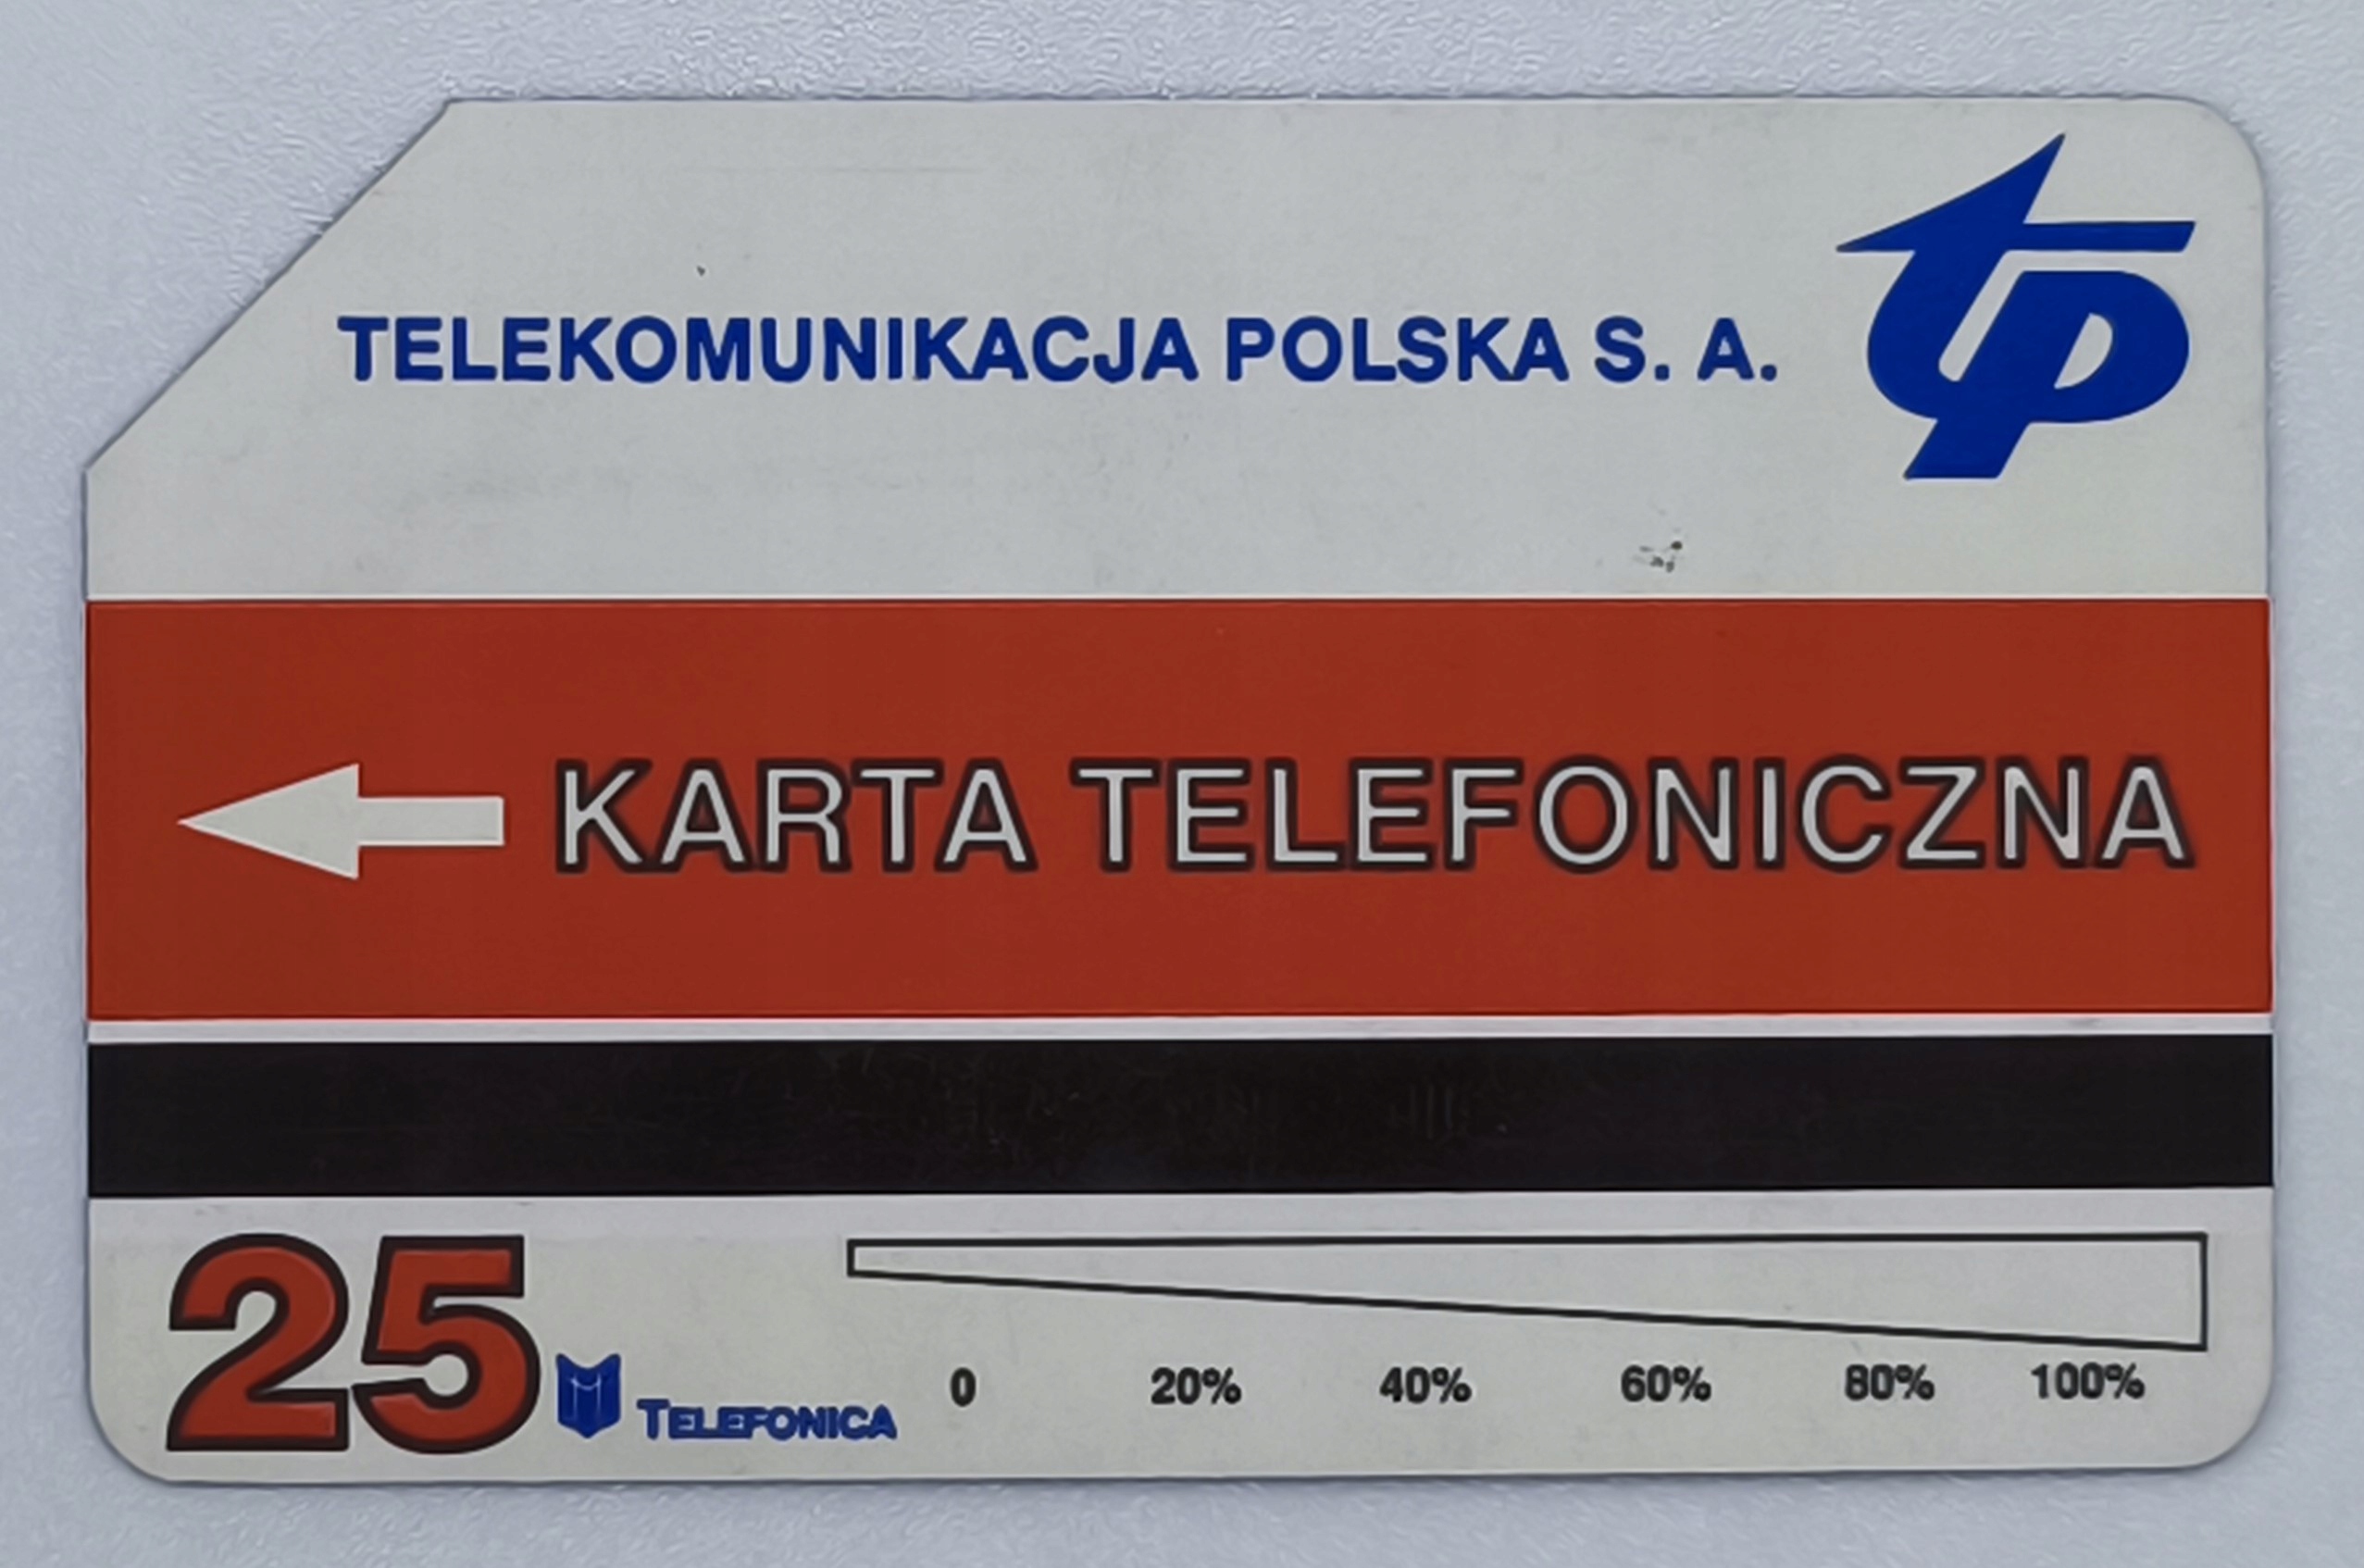 tp
TELEKOMUNIKACJA POLSKA S. A.
KARTA TELEFONICZNA
25
TELEFONICA
0 20% 40% 60% 80% 100%